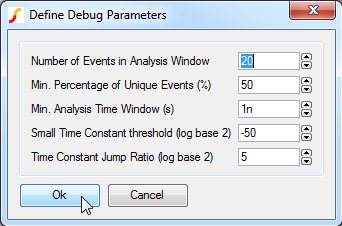 Define Debug Parameters
Number of Events in Analysis Window 20
Min. Percentage of Unique Events (%) 50
Min. Analysis Time Window (s) 1n
Small Time Constant threshold (log base 2) -50
Time Constant Jump Ratio (log base 2) 5
Ok Cancel